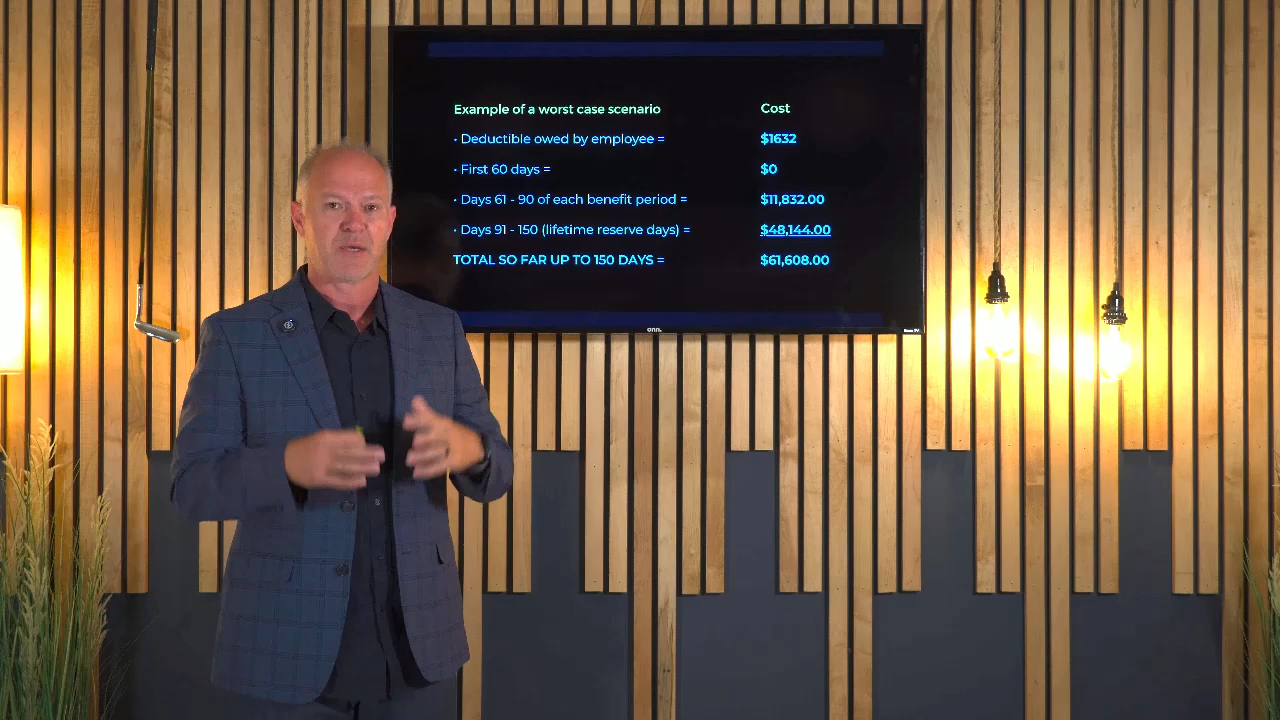 Example of a worst case scenario Cost
• Deductible owed by employee = $1632
• First 60 days = $0
• Days 61 - 90 of each benefit period = $11,832.00
• Days 91 - 150 (lifetime reserve days) = $48,144.00
TOTAL SO FAR UP TO 150 DAYS = $61,608.00
onn.